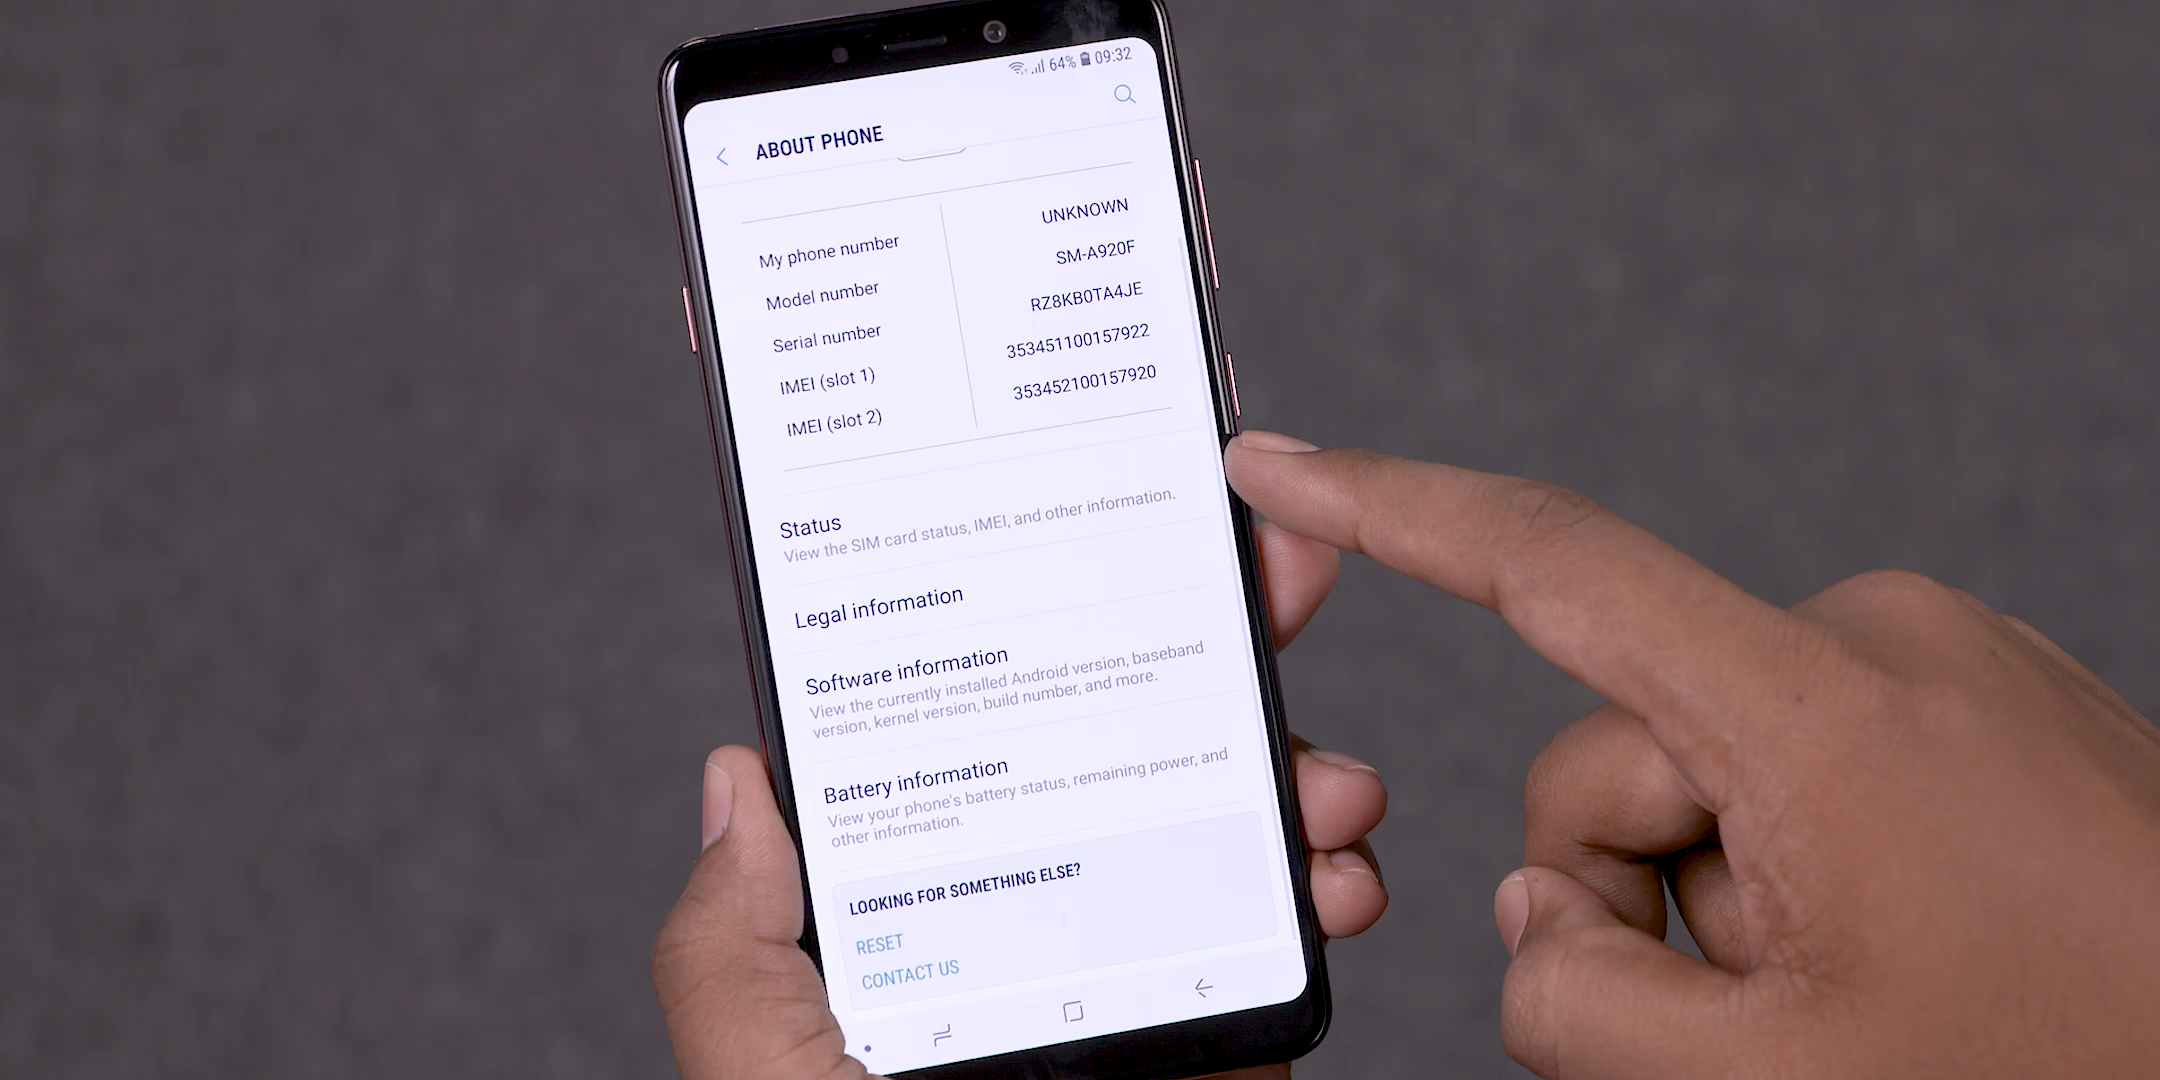 64% 09:32
ABOUT PHONE
My phone number UNKNOWN
Model number SM-A920F
Serial number RZ8KB0TA4JE
IMEI (slot 1) 353451100157922
IMEI (slot 2) 353452100157920
Status
View the SIM card status, IMEI, and other information.
Legal information
Software information
View the currently installed Android version, baseband
version, kernel version, build number, and more.
Battery information
View your phone's battery status, remaining power, and
other information.
LOOKING FOR SOMETHING ELSE?
RESET
CONTACT US